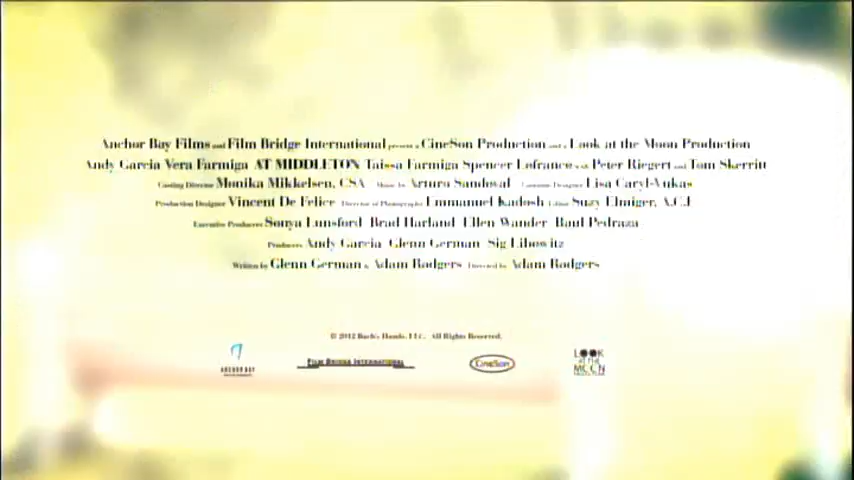 Anchor Bay Films and Film Bridge International present a CineSon Production and a Look at the Moon Production
Andy Garcia Vera Farmiga AT MIDDLETON Taissa Farmiga Spencer Lofranco with Peter Riegert and Tom Skerritt
Casting Director Monika Mikkelsen, CSA Music by Arturo Sandoval Costume Designer Lisa Caryl-Vukas
Production Designer Vincent De Felice Director of Photography Emmanuel Kadosh Editor Suzy Elmiger, A.C.E
Executive Producers Sonya Lunsford Brad Harland Ellen Wander Raul Pedraza
Producers Andy Garcia Glenn German Sig Libowitz
Written by Glenn German & Adam Rodgers Directed by Adam Rodgers
© 2012 Bach's Hands, LLC. All Rights Reserved.
ANCHOR BAY
FILM BRIDGE INTERNATIONAL
CineSon
LOOK
AT THE
MOON